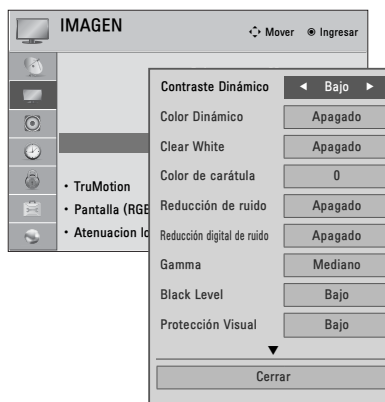 IMAGEN
Mover Ingresar
Contraste Dinámico ◄ Bajo ►
Color Dinámico Apagado
Clear White Apagado
Color de carátula 0
• TruMotion
Reducción de ruido Apagado
• Pantalla (RGB
Reducción digital de ruido Apagado
• Atenuacion lo
Gamma Mediano
Black Level Bajo
Protección Visual Bajo
▼
Cerrar